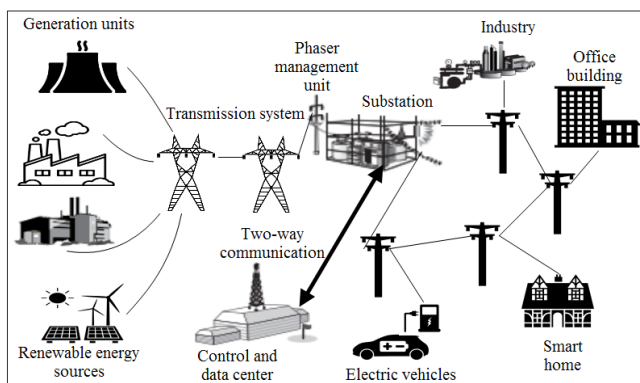 Generation units
Transmission system
Phaser
management
unit
Substation
Industry
Office
building
Two-way
communication
Renewable energy
sources
Control and
data center
Electric vehicles
Smart
home